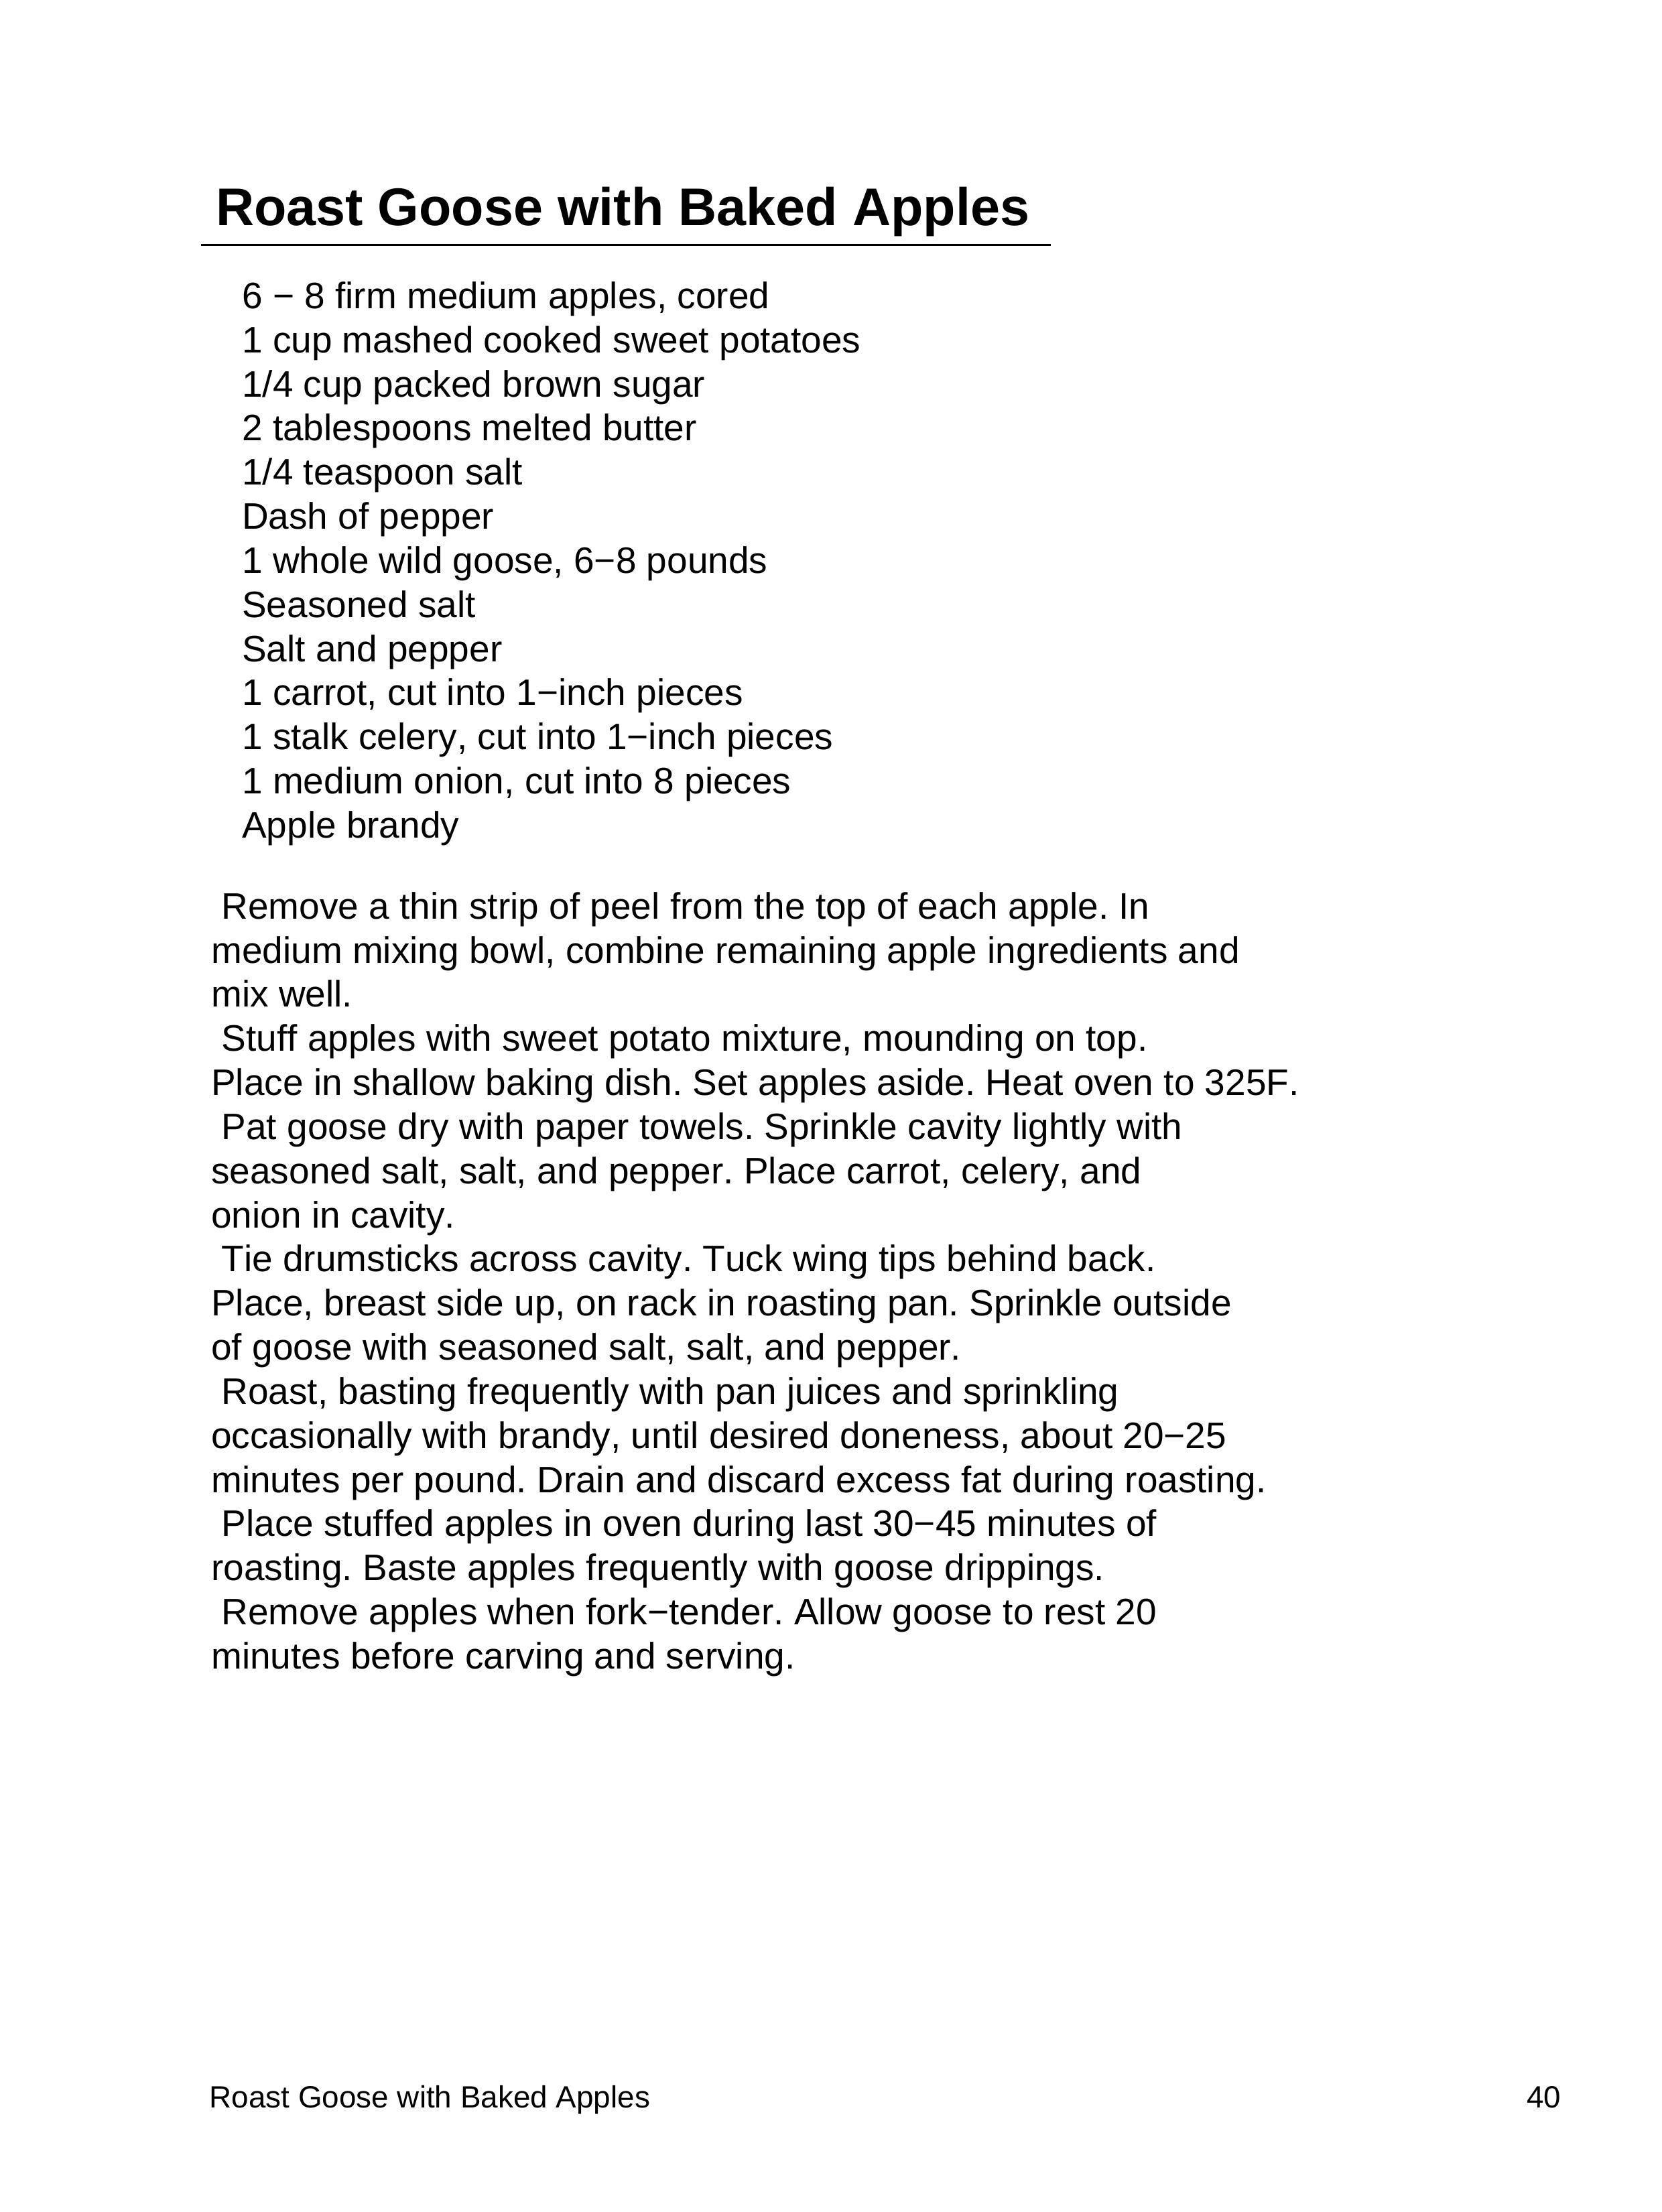 Roast Goose with Baked Apples
6 − 8 firm medium apples, cored
1 cup mashed cooked sweet potatoes
1/4 cup packed brown sugar
2 tablespoons melted butter
1/4 teaspoon salt
Dash of pepper
1 whole wild goose, 6−8 pounds
Seasoned salt
Salt and pepper
1 carrot, cut into 1−inch pieces
1 stalk celery, cut into 1−inch pieces
1 medium onion, cut into 8 pieces
Apple brandy
Remove a thin strip of peel from the top of each apple. In
medium mixing bowl, combine remaining apple ingredients and
mix well.
Stuff apples with sweet potato mixture, mounding on top.
Place in shallow baking dish. Set apples aside. Heat oven to 325F.
Pat goose dry with paper towels. Sprinkle cavity lightly with
seasoned salt, salt, and pepper. Place carrot, celery, and
onion in cavity.
Tie drumsticks across cavity. Tuck wing tips behind back.
Place, breast side up, on rack in roasting pan. Sprinkle outside
of goose with seasoned salt, salt, and pepper.
Roast, basting frequently with pan juices and sprinkling
occasionally with brandy, until desired doneness, about 20−25
minutes per pound. Drain and discard excess fat during roasting.
Place stuffed apples in oven during last 30−45 minutes of
roasting. Baste apples frequently with goose drippings.
Remove apples when fork−tender. Allow goose to rest 20
minutes before carving and serving.
Roast Goose with Baked Apples 40